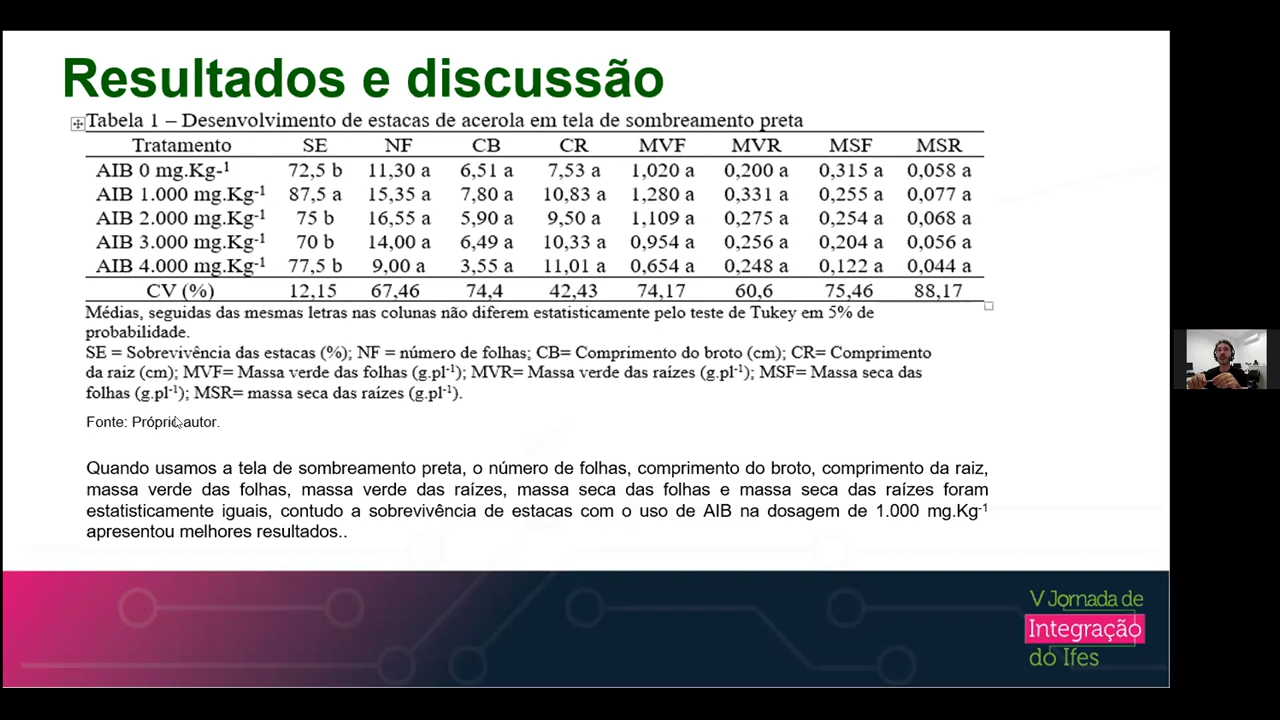 Resultados e discussão
Tabela 1 – Desenvolvimento de estacas de acerola em tela de sombreamento preta
Tratamento SE NF CB CR MVF MVR MSF MSR
AIB 0 mg.Kg-¹ 72,5 b 11,30 a 6,51 a 7,53 a 1,020 a 0,200 a 0,315 a 0,058 a
AIB 1.000 mg.Kg⁻¹ 87,5 a 15,35 a 7,80 a 10,83 a 1,280 a 0,331 a 0,255 a 0,077 a
AIB 2.000 mg.Kg⁻¹ 75 b 16,55 a 5,90 a 9,50 a 1,109 a 0,275 a 0,254 a 0,068 a
AIB 3.000 mg.Kg⁻¹ 70 b 14,00 a 6,49 a 10,33 a 0,954 a 0,256 a 0,204 a 0,056 a
AIB 4.000 mg.Kg⁻¹ 77,5 b 9,00 a 3,55 a 11,01 a 0,654 a 0,248 a 0,122 a 0,044 a
CV (%) 12,15 67,46 74,4 42,43 74,17 60,6 75,46 88,17
Médias, seguidas das mesmas letras nas colunas não diferem estatisticamente pelo teste de Tukey em 5% de
probabilidade.
SE = Sobrevivência das estacas (%); NF = número de folhas; CB= Comprimento do broto (cm); CR= Comprimento
da raiz (cm); MVF= Massa verde das folhas (g.pl⁻¹); MVR= Massa verde das raízes (g.pl⁻¹); MSF= Massa seca das
folhas (g.pl⁻¹); MSR= massa seca das raízes (g.pl⁻¹).
Fonte: Próprio autor.
Quando usamos a tela de sombreamento preta, o número de folhas, comprimento do broto, comprimento da raiz,
massa verde das folhas, massa verde das raízes, massa seca das folhas e massa seca das raízes foram
estatisticamente iguais, contudo a sobrevivência de estacas com o uso de AIB na dosagem de 1.000 mg.Kg⁻¹
apresentou melhores resultados..
V Jornada de
Integração
do Ifes